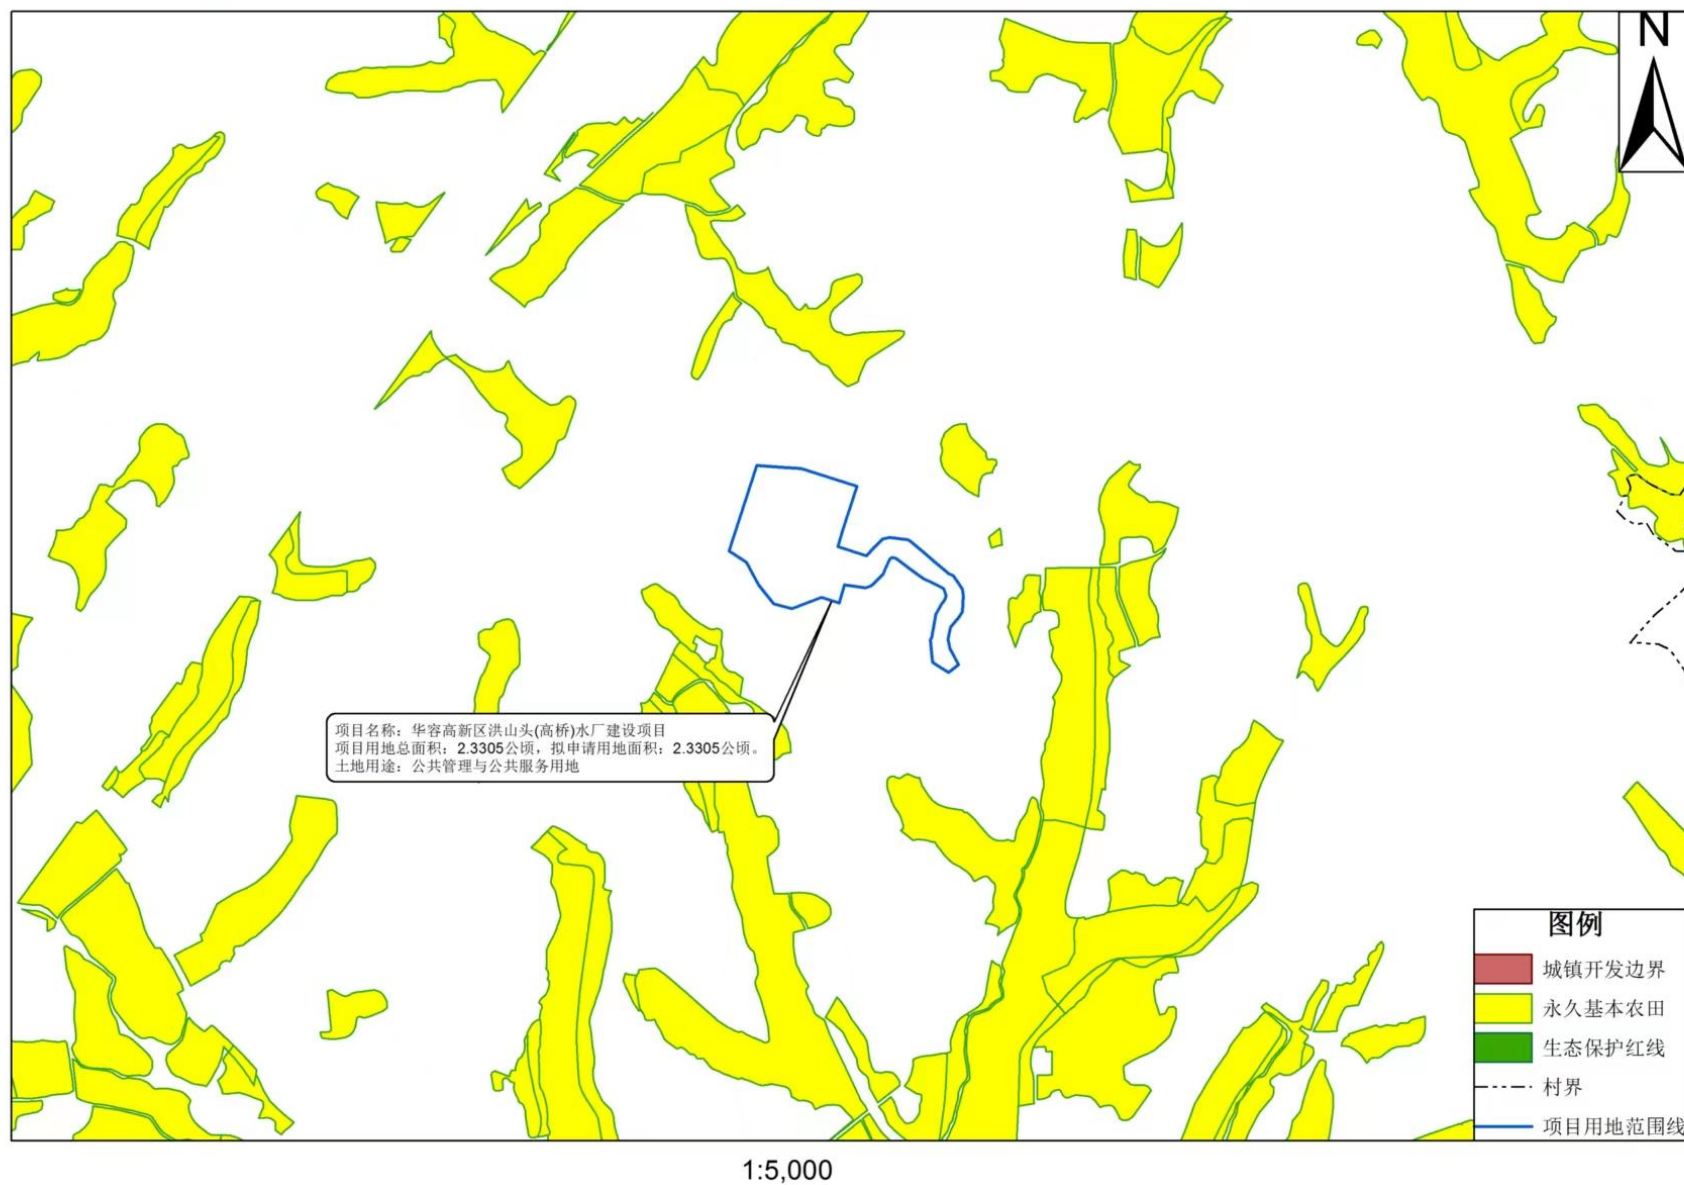 N
项目名称：华容高新区洪山头(高桥)水厂建设项目
项目用地总面积：2.3305公顷，拟申请用地面积：2.3305公顷。
土地用途：公共管理与公共服务用地
图例
城镇开发边界
永久基本农田
生态保护红线
村界
项目用地范围线
1:5,000